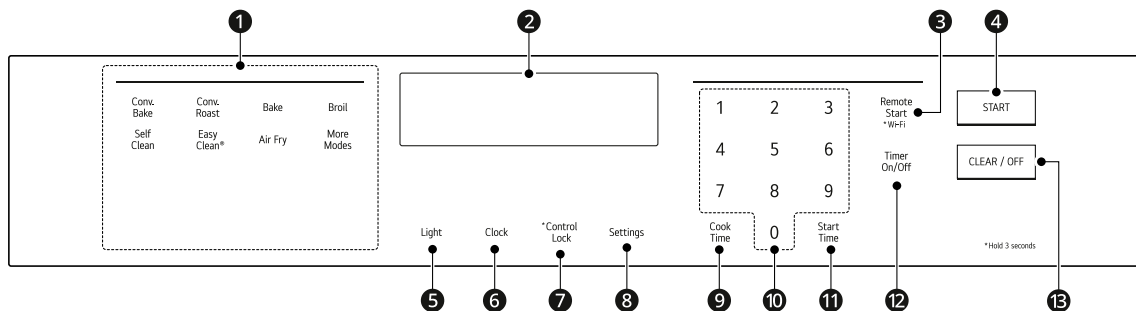 1
2
3
4
Conv.
Bake
Conv.
Roast
Bake
Broil
Self
Clean
Easy
Clean®
Air Fry
More
Modes
1 2 3
4 5 6
7 8 9
0
Remote
Start
*Wi-Fi
Timer
On/Off
START
CLEAR / OFF
Light
Clock
*Control
Lock
Settings
Cook
Time
Start
Time
*Hold 3 seconds
5
6
7
8
9
10
11
12
13